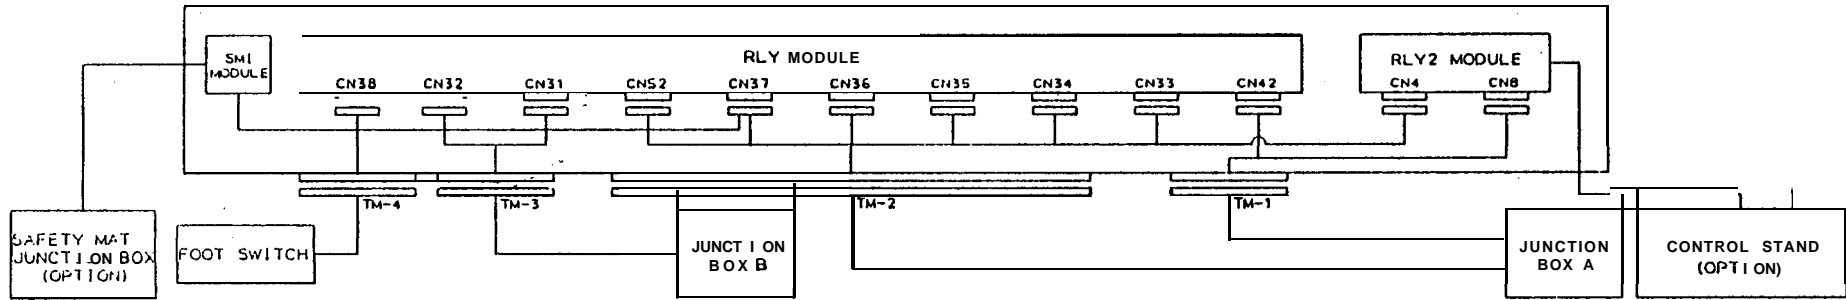 SM1
MODULE
RLY MODULE
RLY2 MODULE
CN38 CN32 CN31 CN52 CN37 CN36 CN35 CN34 CN33 CN42 CN4 CN8
TM-4 TM-3 TM-2 TM-1
SAFETY MAT
JUNCTION BOX
(OPTION)
FOOT SWITCH
JUNCTION
BOX B
JUNCTION
BOX A
CONTROL STAND
(OPTION)